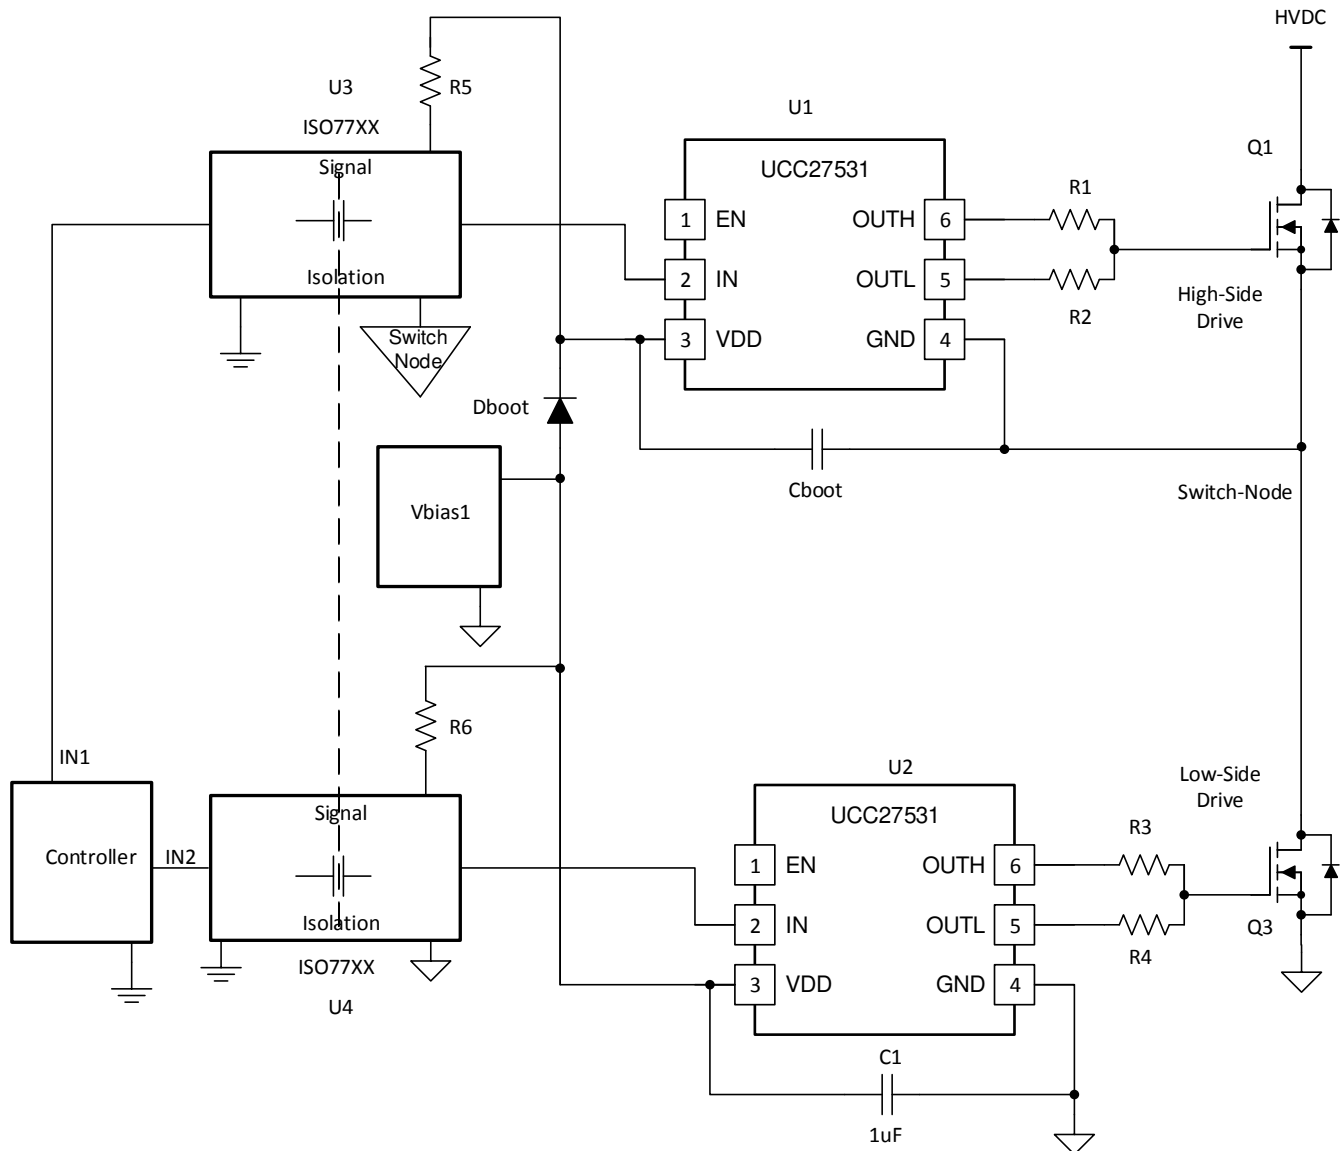 HVDC
U3
R5
ISO77XX
U1
Q1
Signal
UCC27531
R1
1 EN
OUTH 6
2 IN
OUTL 5
Isolation
R2
High-Side
Drive
3 VDD
GND 4
Switch
Node
Dboot
Cboot
Switch-Node
Vbias1
R6
IN1
U2
Low-Side
Drive
Signal
UCC27531
R3
Controller
IN2
1 EN
OUTH 6
2 IN
OUTL 5
Isolation
Q3
R4
ISO77XX
3 VDD
GND 4
U4
C1
1uF